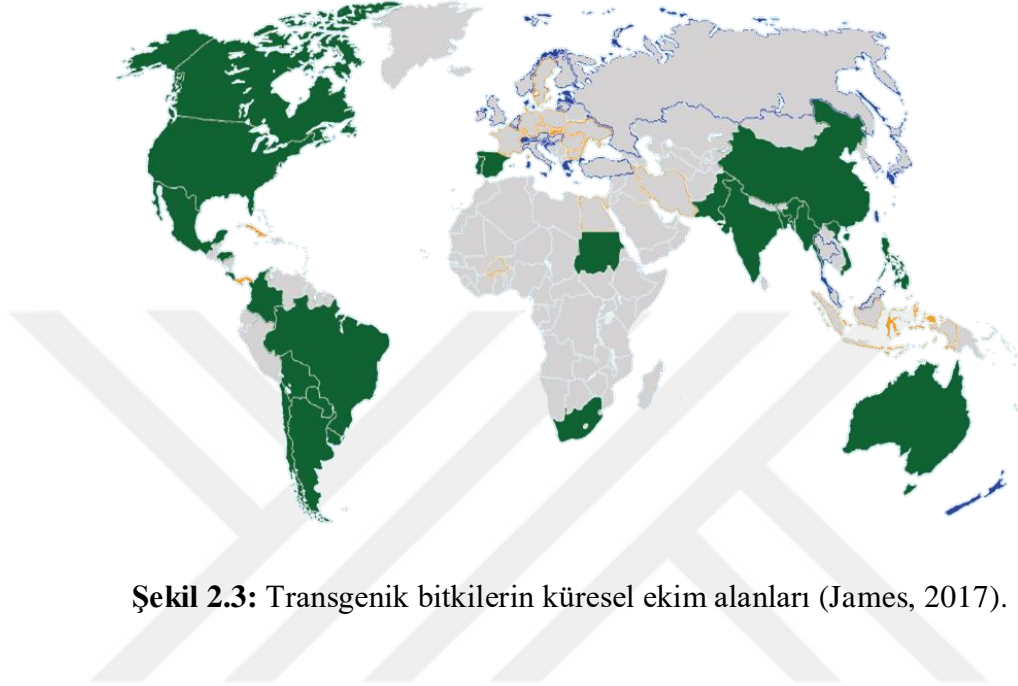 Şekil 2.3: Transgenik bitkilerin küresel ekim alanları (James, 2017).